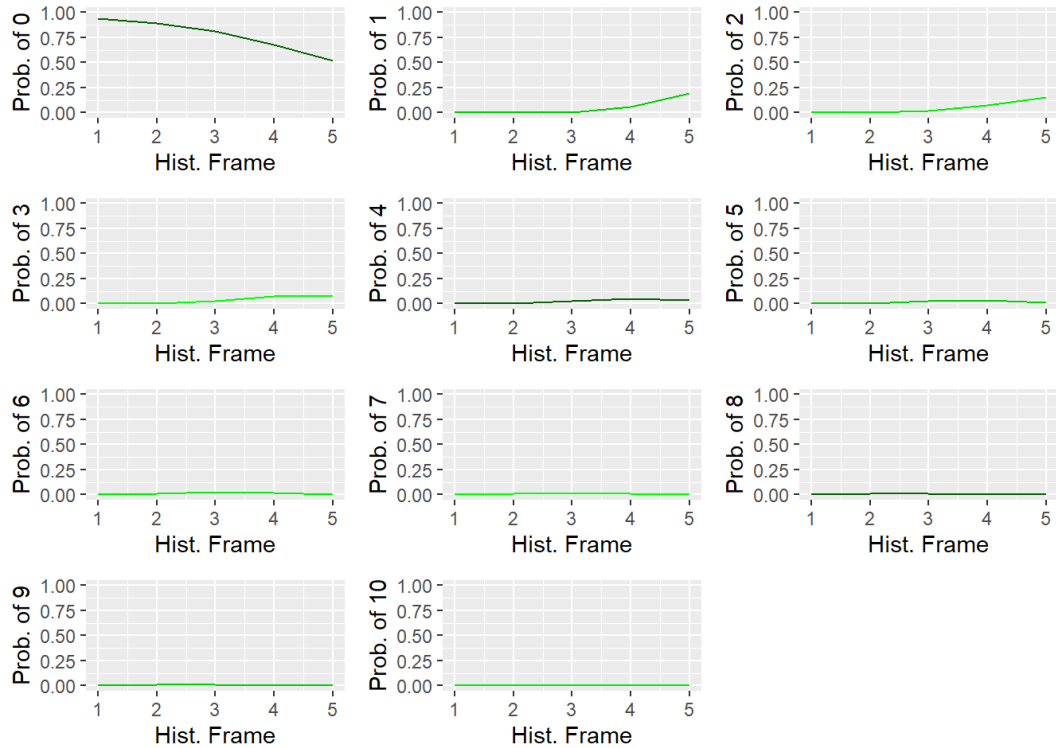 Prob. of 0
1.00
0.75
0.50
0.25
0.00
1 2 3 4 5
Hist. Frame
Prob. of 1
1.00
0.75
0.50
0.25
0.00
1 2 3 4 5
Hist. Frame
Prob. of 2
1.00
0.75
0.50
0.25
0.00
1 2 3 4 5
Hist. Frame
Prob. of 3
1.00
0.75
0.50
0.25
0.00
1 2 3 4 5
Hist. Frame
Prob. of 4
1.00
0.75
0.50
0.25
0.00
1 2 3 4 5
Hist. Frame
Prob. of 5
1.00
0.75
0.50
0.25
0.00
1 2 3 4 5
Hist. Frame
Prob. of 6
1.00
0.75
0.50
0.25
0.00
1 2 3 4 5
Hist. Frame
Prob. of 7
1.00
0.75
0.50
0.25
0.00
1 2 3 4 5
Hist. Frame
Prob. of 8
1.00
0.75
0.50
0.25
0.00
1 2 3 4 5
Hist. Frame
Prob. of 9
1.00
0.75
0.50
0.25
0.00
1 2 3 4 5
Hist. Frame
Prob. of 10
1.00
0.75
0.50
0.25
0.00
1 2 3 4 5
Hist. Frame